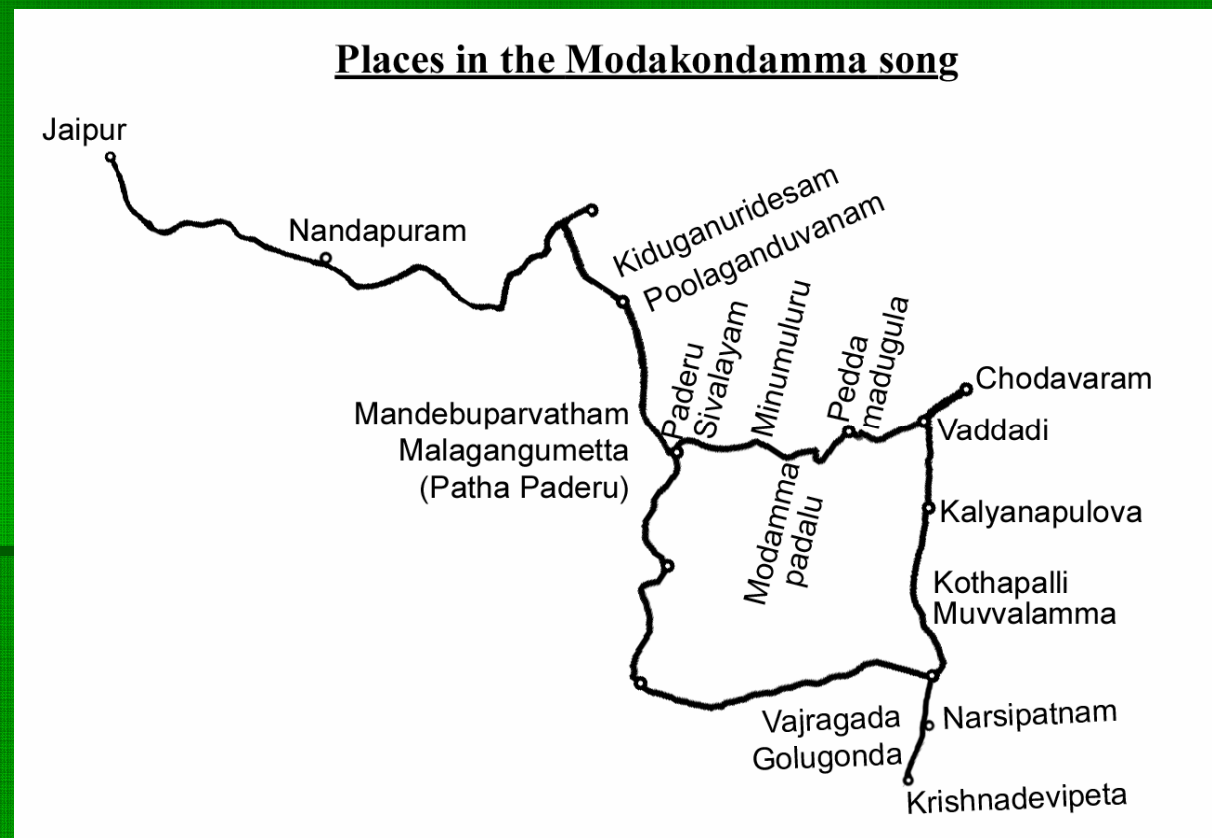 Places in the Modakondamma song
Jaipur
Nandapuram
Kiduganuridesam
Poolaganduvanam
Paderu
Sivalayam
Minumuluru
Pedda
madugula
Chodavaram
Vaddadi
Mandebuparvatham
Malagangumetta
(Patha Paderu)
Modamma
padalu
Kalyanapulova
Kothapalli
Muvvalamma
Vajragada
Golugonda
Narsipatnam
Krishnadevipeta